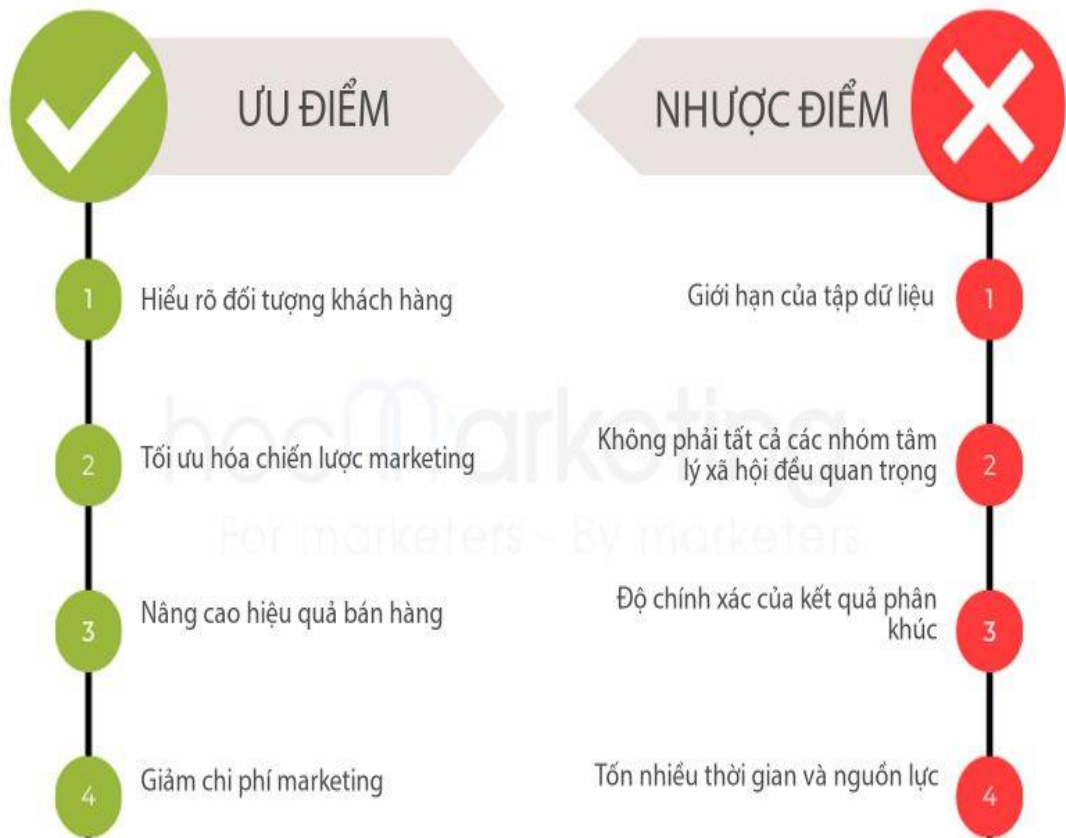 ƯU ĐIỂM
1 Hiểu rõ đối tượng khách hàng
2 Tối ưu hóa chiến lược marketing
3 Nâng cao hiệu quả bán hàng
4 Giảm chi phí marketing
NHƯỢC ĐIỂM
Giới hạn của tập dữ liệu 1
Không phải tất cả các nhóm tâm
lý xã hội đều quan trọng 2
Độ chính xác của kết quả phân
khúc 3
Tốn nhiều thời gian và nguồn lực 4
hocmarketing
For marketers - By marketers